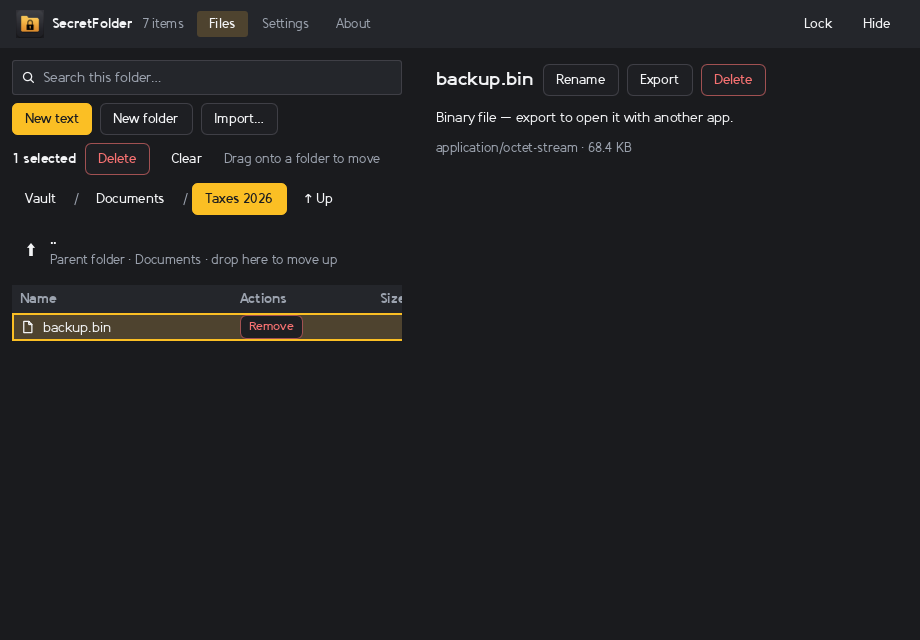 SecretFolder 7 items Files Settings About Lock Hide
Search this folder...
New text New folder Import...
1 selected Delete Clear Drag onto a folder to move
Vault / Documents / Taxes 2026 ↑ Up
..
Parent folder · Documents · drop here to move up
Name Actions Size
backup.bin Remove
backup.bin Rename Export Delete
Binary file — export to open it with another app.
application/octet-stream · 68.4 KB